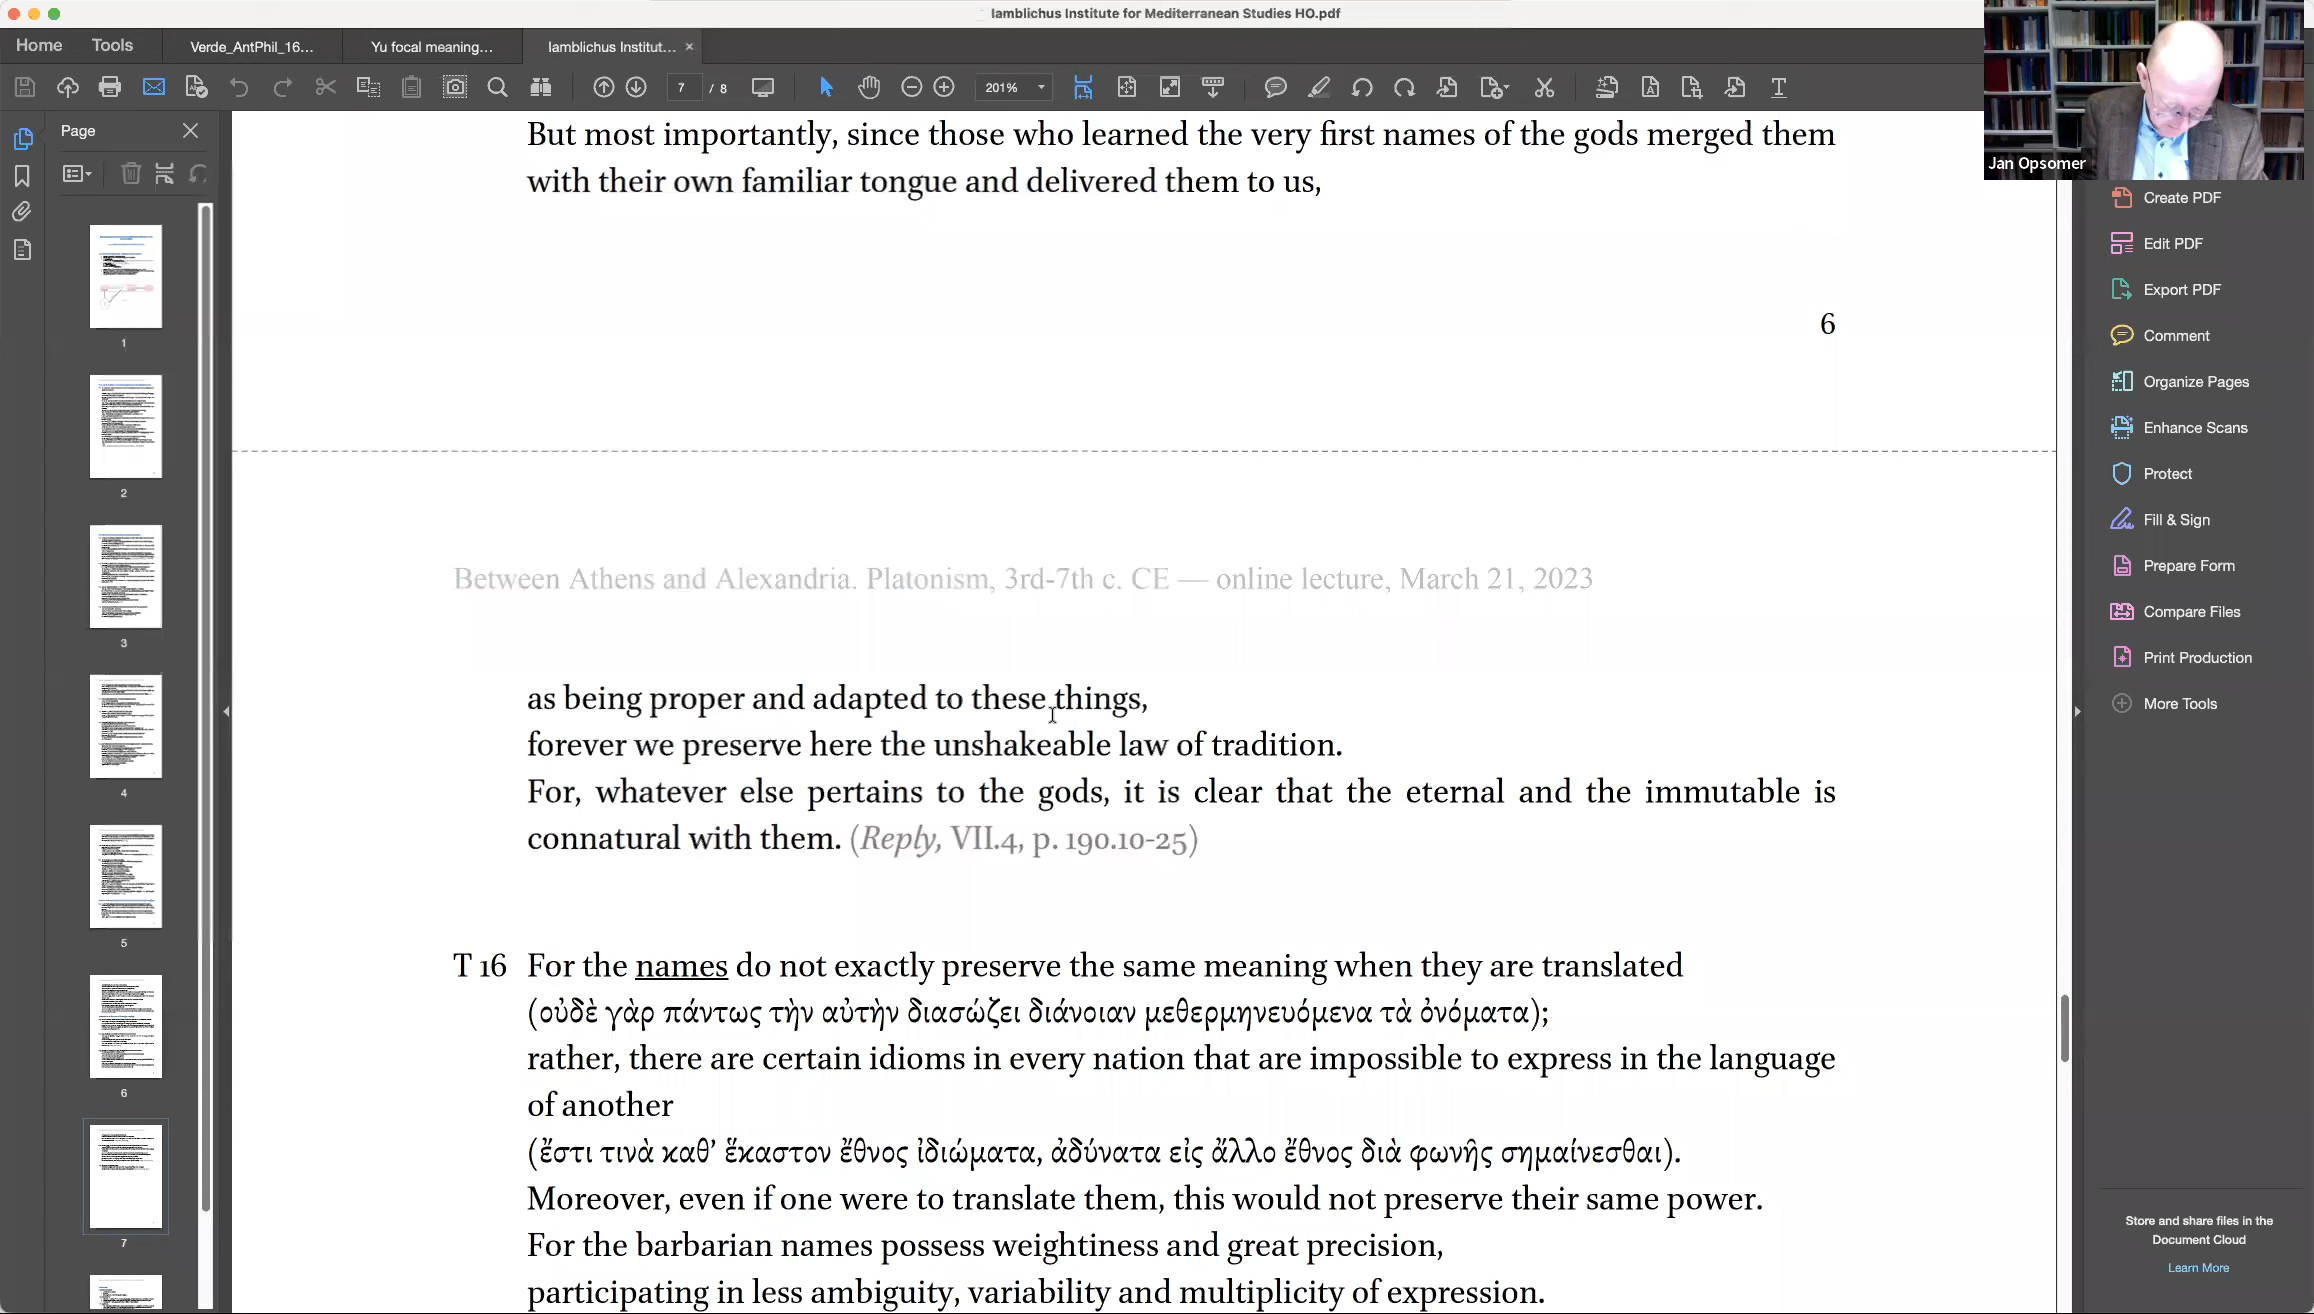 Iamblichus Institute for Mediterranean Studies HO.pdf
Home
Tools
Verde_AntPhil_16...
Yu focal meaning...
Iamblichus Institut...
7 / 8
201%
Jan Opsomer
Page
1
2
3
4
5
6
7
But most importantly, since those who learned the very first names of the gods merged them
with their own familiar tongue and delivered them to us,
6
Between Athens and Alexandria. Platonism, 3rd-7th c. CE — online lecture, March 21, 2023
as being proper and adapted to these things,
forever we preserve here the unshakeable law of tradition.
For, whatever else pertains to the gods, it is clear that the eternal and the immutable is
connatural with them. (Reply, VII.4, p. 190.10-25)
T 16 For the names do not exactly preserve the same meaning when they are translated
(οὐδὲ γὰρ πάντως τὴν αὐτὴν διασώζει διάνοιαν μεθερμηνευόμενα τὰ ὀνόματα);
rather, there are certain idioms in every nation that are impossible to express in the language
of another
(ἔστι τινὰ καθ’ ἕκαστον ἔθνος ἰδιώματα, ἀδύνατα εἰς ἄλλο ἔθνος διὰ φωνῆς σημαίνεσθαι).
Moreover, even if one were to translate them, this would not preserve their same power.
For the barbarian names possess weightiness and great precision,
participating in less ambiguity, variability and multiplicity of expression.
Create PDF
Edit PDF
Export PDF
Comment
Organize Pages
Enhance Scans
Protect
Fill & Sign
Prepare Form
Compare Files
Print Production
More Tools
Store and share files in the
Document Cloud
Learn More